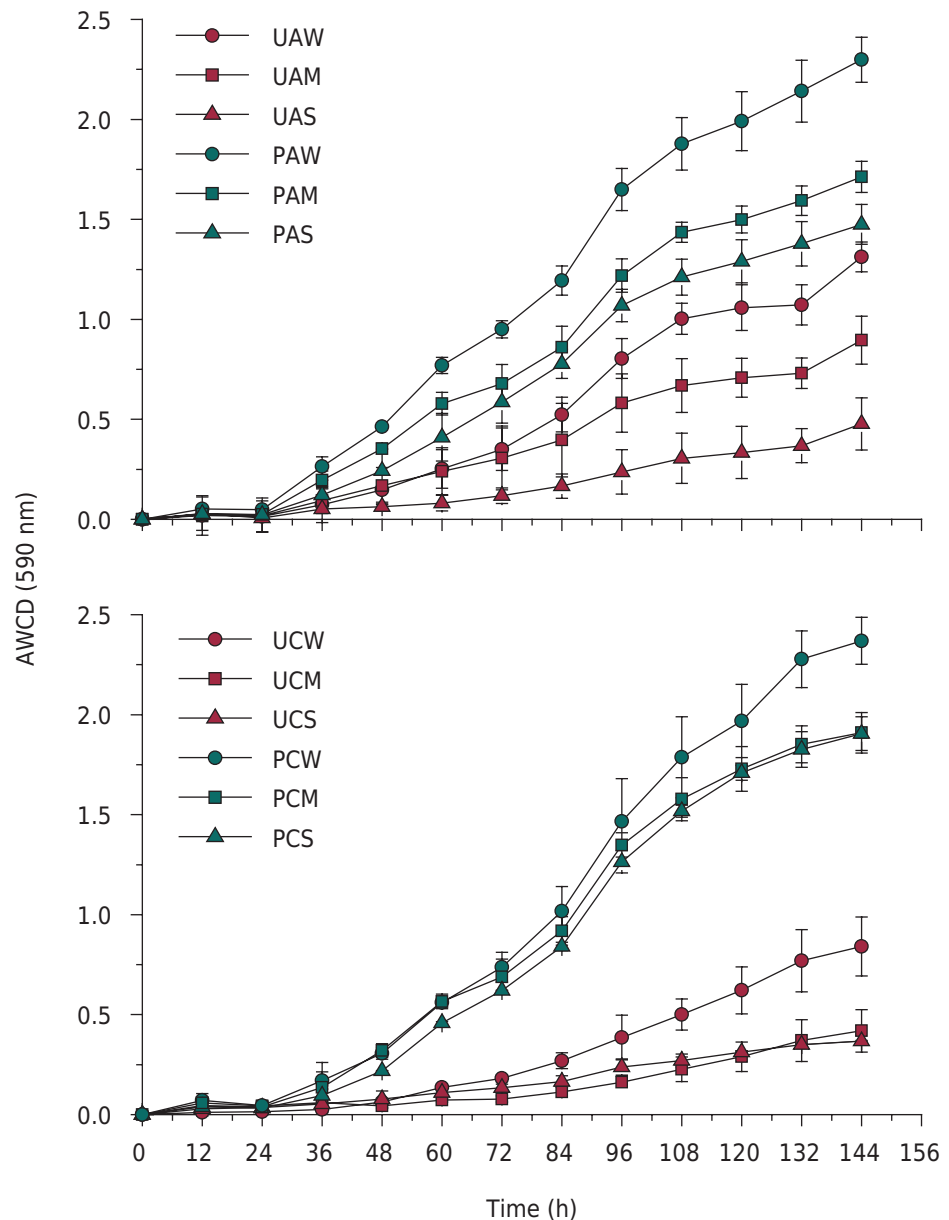 2.5
UAW
UAM
UAS
2.0
PAW
PAM
PAS
1.5
1.0
0.5
0.0
AWCD (590 nm)
2.5
UCW
UCM
UCS
2.0
PCW
PCM
PCS
1.5
1.0
0.5
0.0
0 12 24 36 48 60 72 84 96 108 120 132 144 156
Time (h)